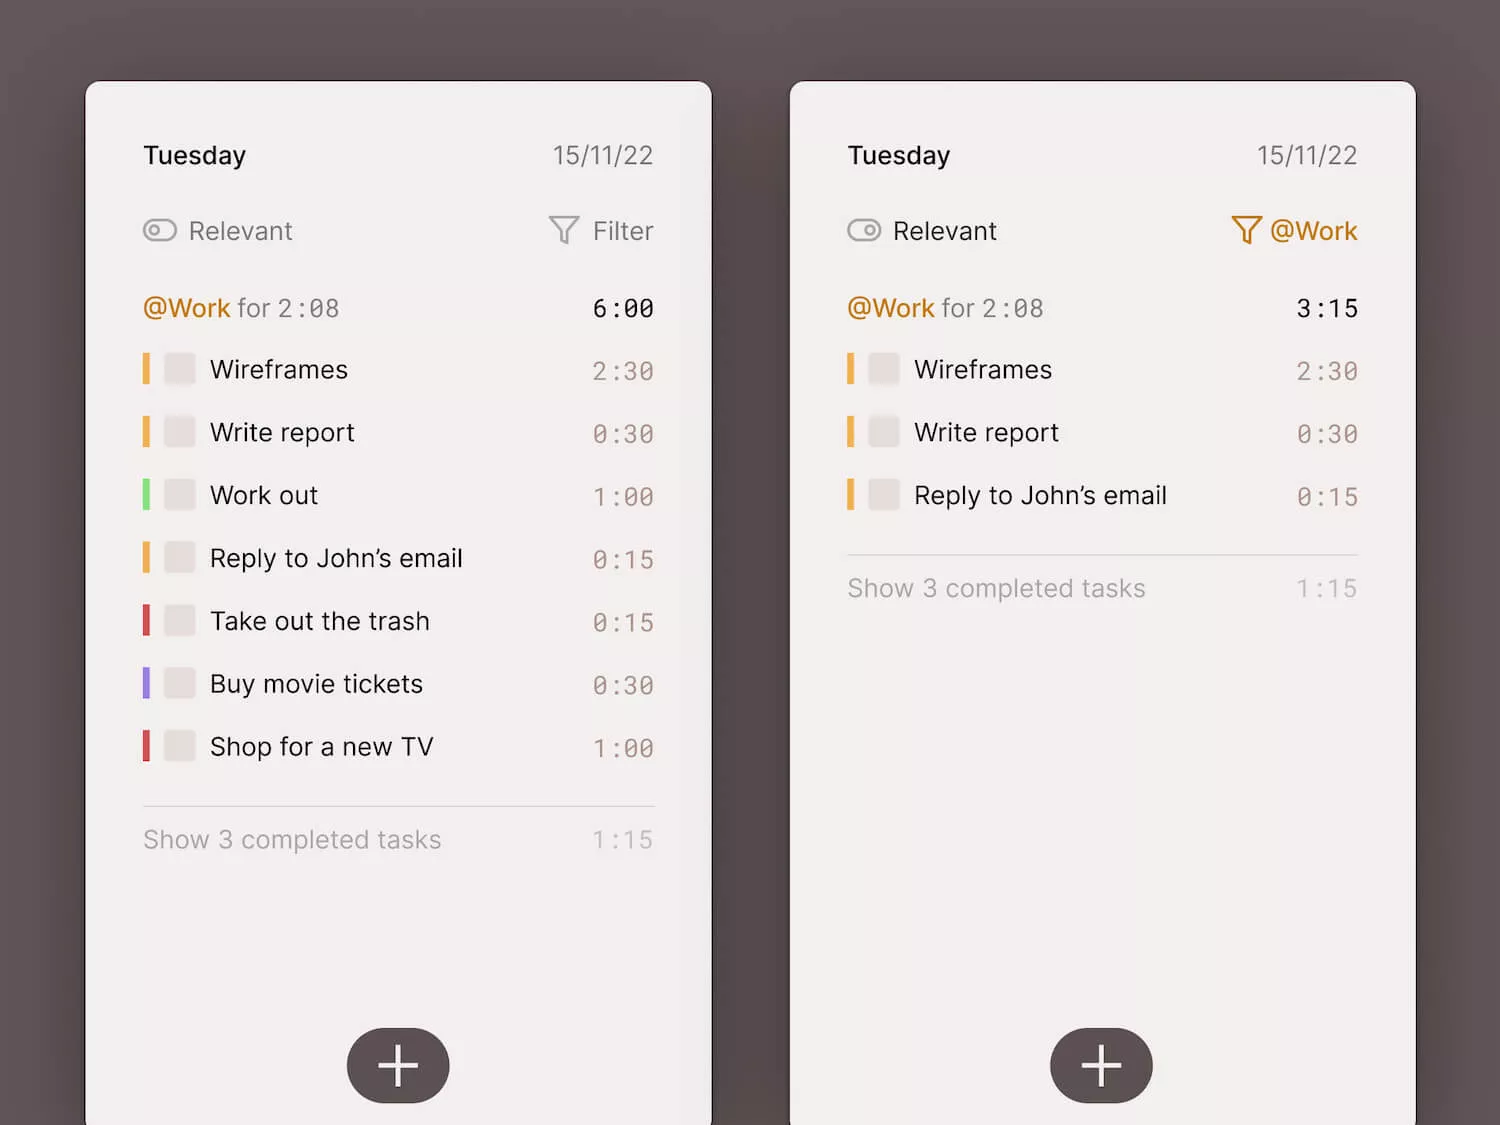 Tuesday 15/11/22
Relevant Filter
@Work for 2:08 6:00
Wireframes 2:30
Write report 0:30
Work out 1:00
Reply to John’s email 0:15
Take out the trash 0:15
Buy movie tickets 0:30
Shop for a new TV 1:00
Show 3 completed tasks 1:15
Tuesday 15/11/22
Relevant @Work
@Work for 2:08 3:15
Wireframes 2:30
Write report 0:30
Reply to John’s email 0:15
Show 3 completed tasks 1:15